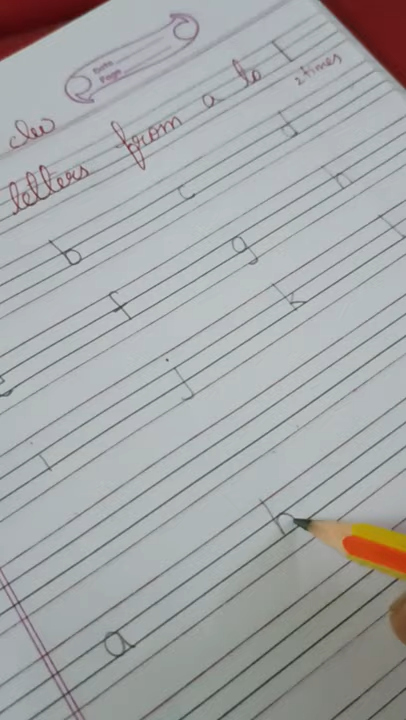 Date
Page
letters from a to l
2 times
b c d
f g h
i j k l
a b